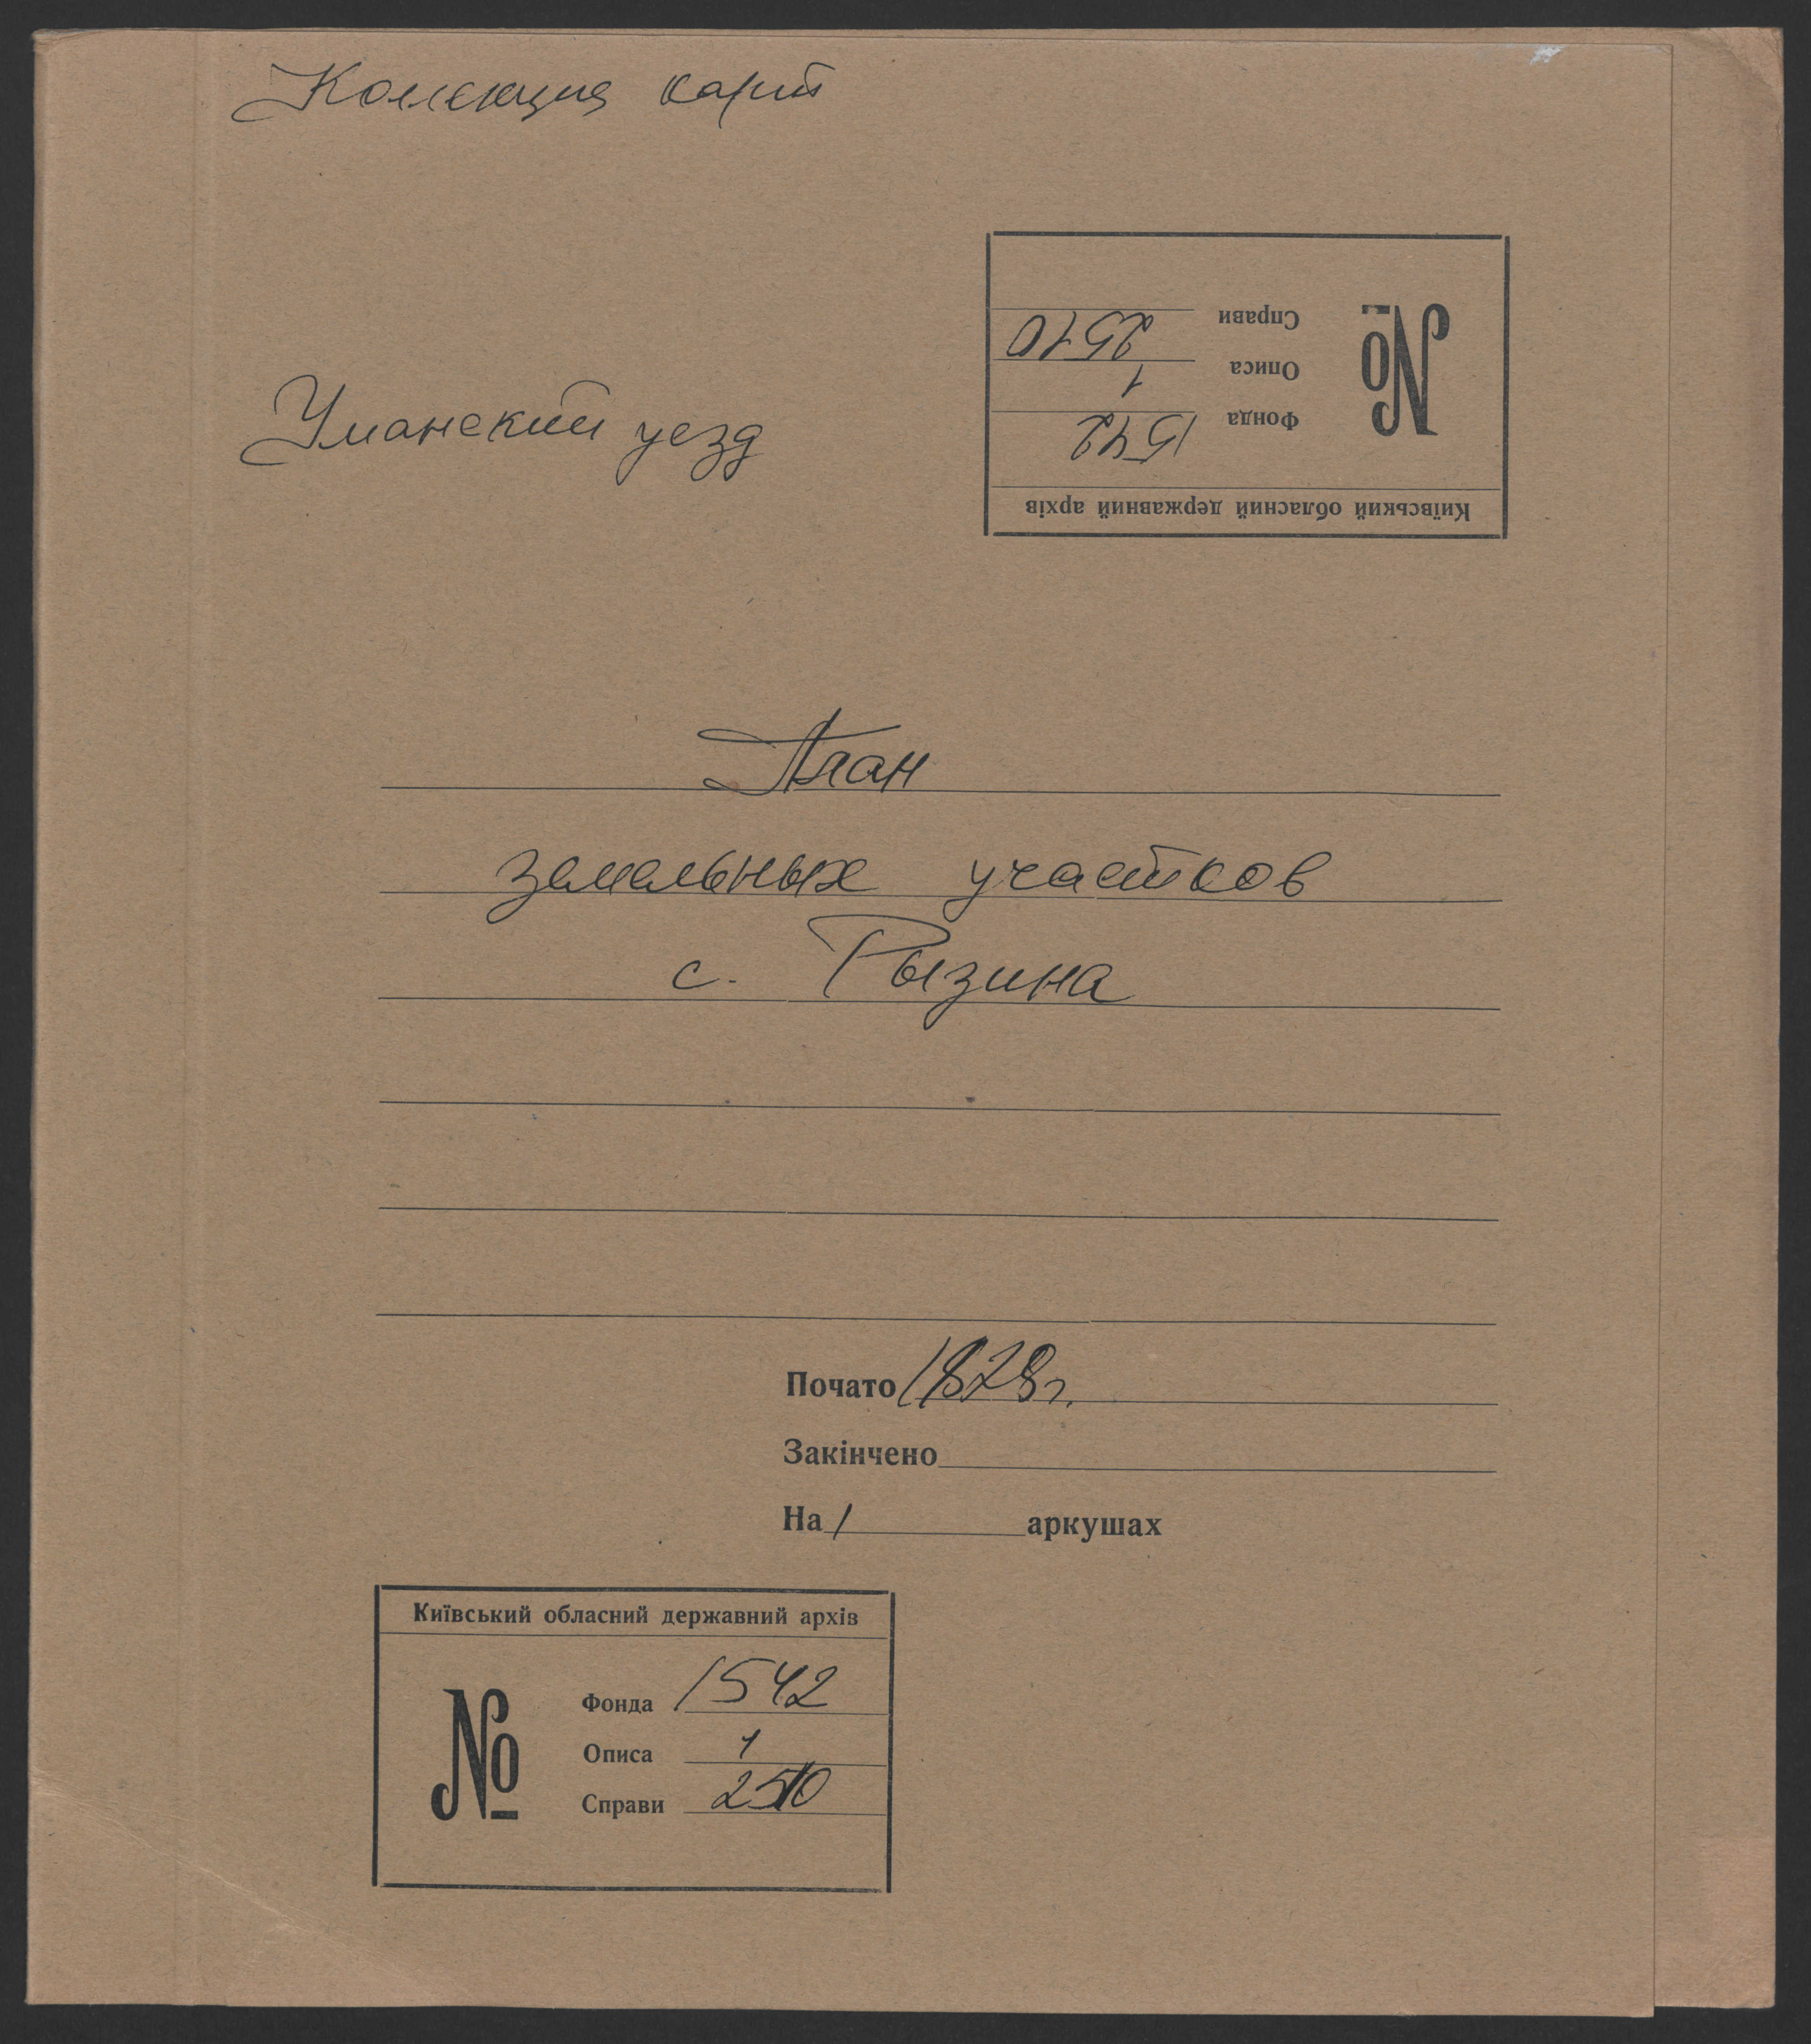 Коллекция карт
Справи 2510
Описа 1
Фонда 1542
№
Київський обласний державний архів
Уманский уезд
План
земельных участков
с. Рызина
Почато 1878г.
Закінчено
На 1 аркушах
Київський обласний державний архів
№
Фонда 1542
Описа 1
Справи 2510